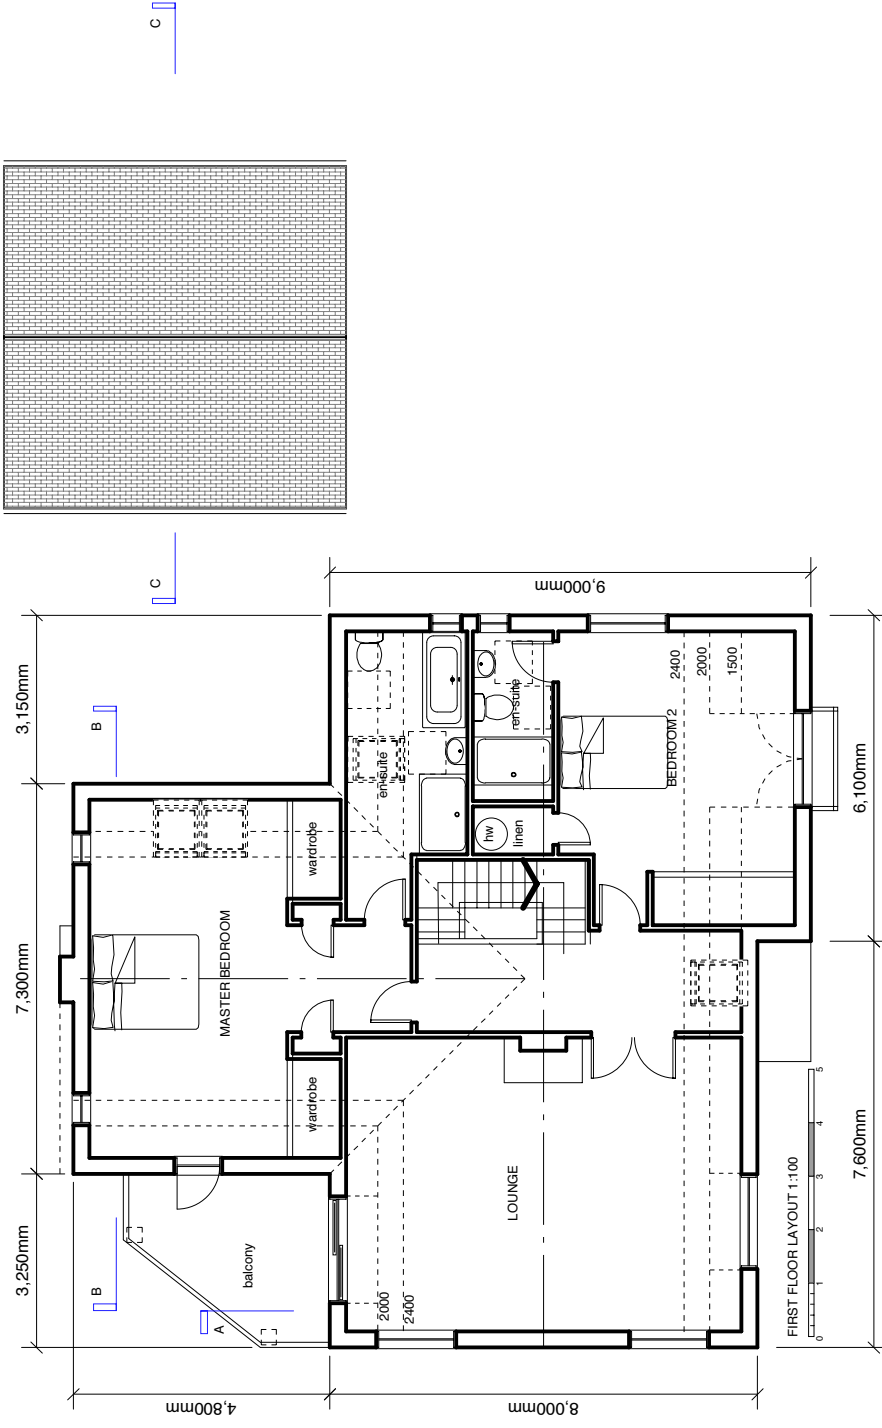 C
C
3,150mm
7,300mm
3,250mm
B
B
A
9,000mm
6,100mm
7,600mm
4,800mm
8,000mm
en-suite
en-suite
2400
2000
1500
BEDROOM 2
wardrobe
hw
linen
MASTER BEDROOM
wardrobe
LOUNGE
balcony
2000
2400
FIRST FLOOR LAYOUT 1:100
0 1 2 3 4 5